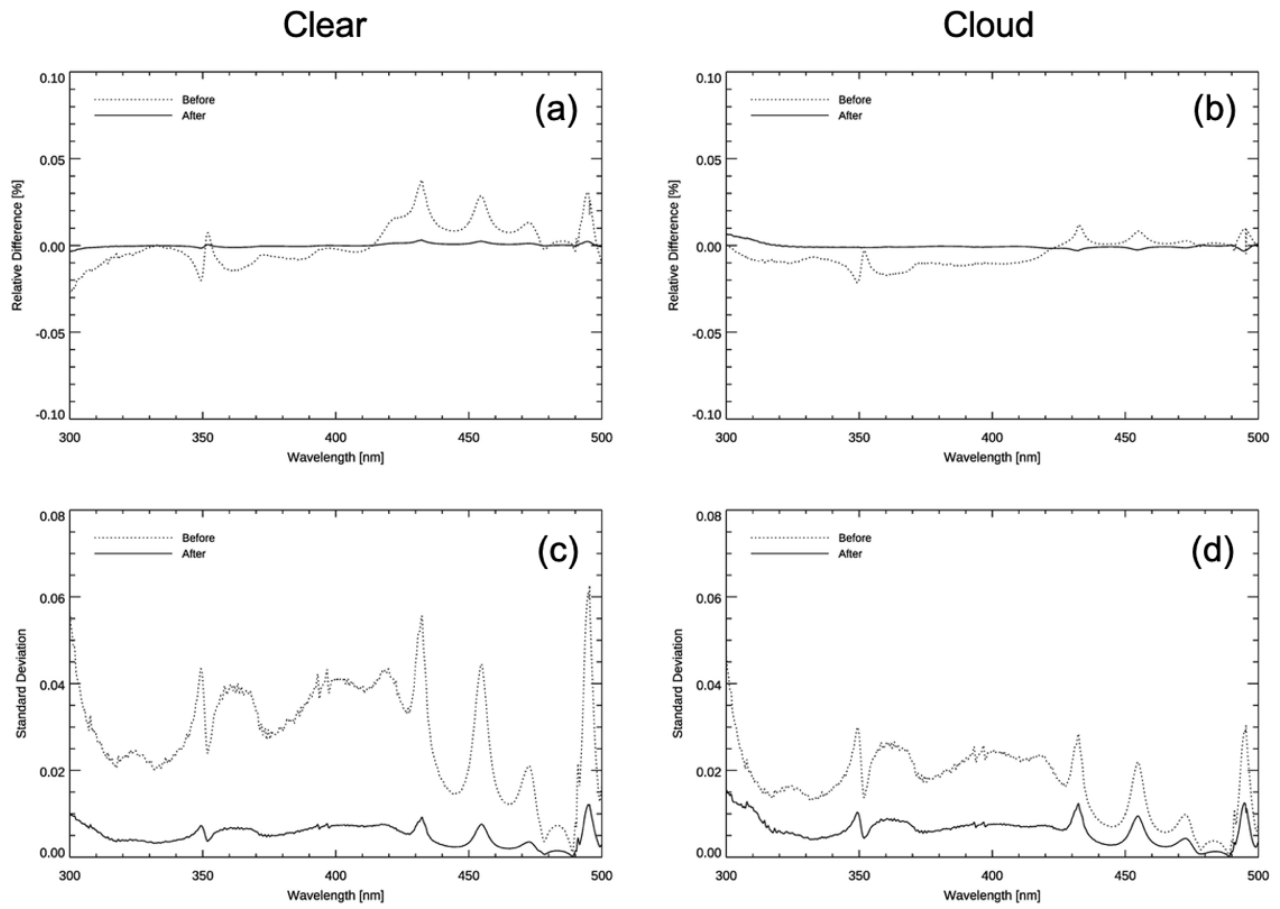 Clear
Cloud
0.10
0.05
0.00
-0.05
-0.10
Relative Difference [%]
Before
After
(a)
300
350
400
450
500
Wavelength [nm]
0.10
0.05
0.00
-0.05
-0.10
Relative Difference [%]
Before
After
(b)
300
350
400
450
500
Wavelength [nm]
0.08
0.06
0.04
0.02
0.00
Standard Deviation
Before
After
(c)
300
350
400
450
500
Wavelength [nm]
0.08
0.06
0.04
0.02
0.00
Standard Deviation
Before
After
(d)
300
350
400
450
500
Wavelength [nm]